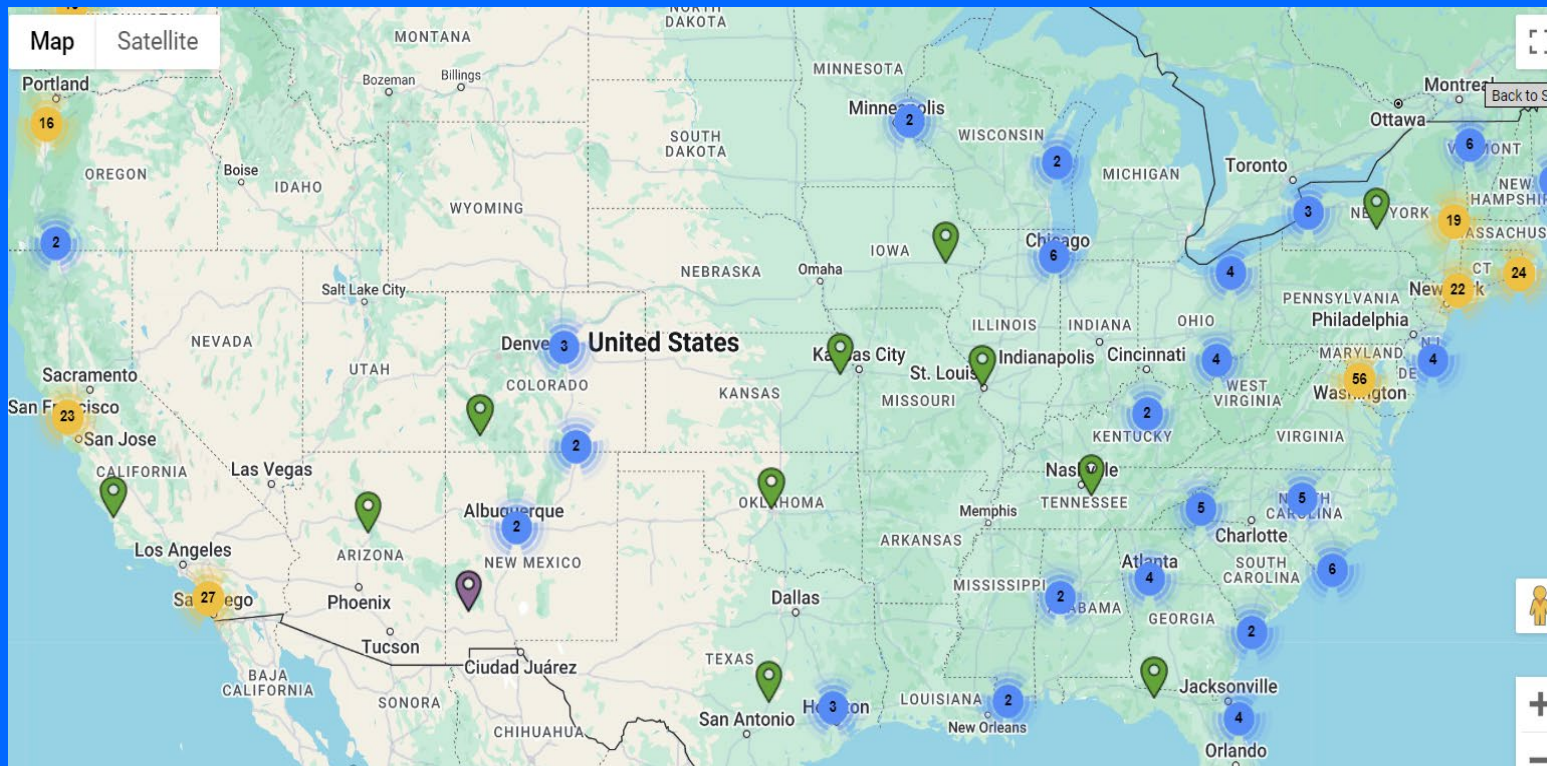 Map
Satellite
NORTH
DAKOTA
MONTANA
MINNESOTA
Portland
Bozeman
Billings
Montreal
Back to S
Minneapolis
2
Ottawa
16
SOUTH
DAKOTA
WISCONSIN
6
VERMONT
OREGON
Boise
IDAHO
2
MICHIGAN
Toronto
NEW
HAMPSHIRE
WYOMING
3
NEW YORK
19
MASSACHUS
2
IOWA
Chicago
6
NEBRASKA
Omaha
4
CT
24
Salt Lake City
22
New York
PENNSYLVANIA
NEVADA
Denver
3
United States
ILLINOIS
INDIANA
OHIO
Philadelphia
UTAH
Kansas City
Indianapolis
Cincinnati
4
MARYLAND
NJ
4
Sacramento
COLORADO
St. Louis
WEST
VIRGINIA
56
DE
Washington
San Francisco
23
KANSAS
MISSOURI
2
KENTUCKY
San Jose
2
VIRGINIA
CALIFORNIA
Las Vegas
Nashville
TENNESSEE
OKLAHOMA
5
NORTH
CAROLINA
Albuquerque
2
Memphis
5
Charlotte
Los Angeles
ARIZONA
NEW MEXICO
ARKANSAS
Atlanta
4
SOUTH
CAROLINA
6
San Diego
27
Phoenix
Dallas
MISSISSIPPI
2
ALABAMA
GEORGIA
2
Tucson
Ciudad Juárez
TEXAS
BAJA
CALIFORNIA
SONORA
CHIHUAHUA
San Antonio
Houston
3
LOUISIANA
2
New Orleans
Jacksonville
4
Orlando